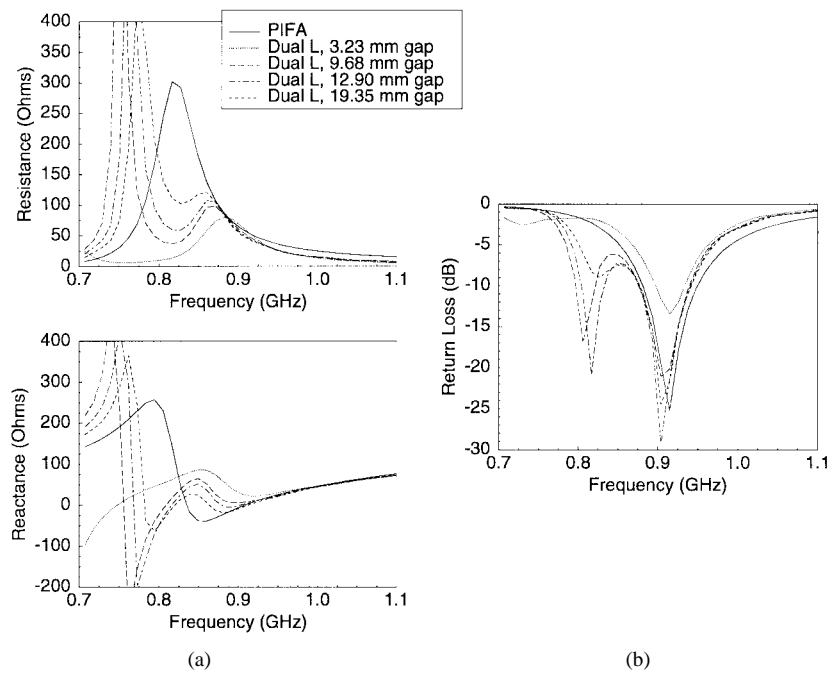 PIFA
Dual L, 3.23 mm gap
Dual L, 9.68 mm gap
Dual L, 12.90 mm gap
Dual L, 19.35 mm gap
400
350
300
250
200
150
100
50
0
Resistance (Ohms)
0.7 0.8 0.9 1.0 1.1
Frequency (GHz)
400
300
200
100
0
-100
-200
Reactance (Ohms)
0.7 0.8 0.9 1.0 1.1
Frequency (GHz)
(a)
0
-5
-10
-15
-20
-25
-30
Return Loss (dB)
0.7 0.8 0.9 1.0 1.1
Frequency (GHz)
(b)